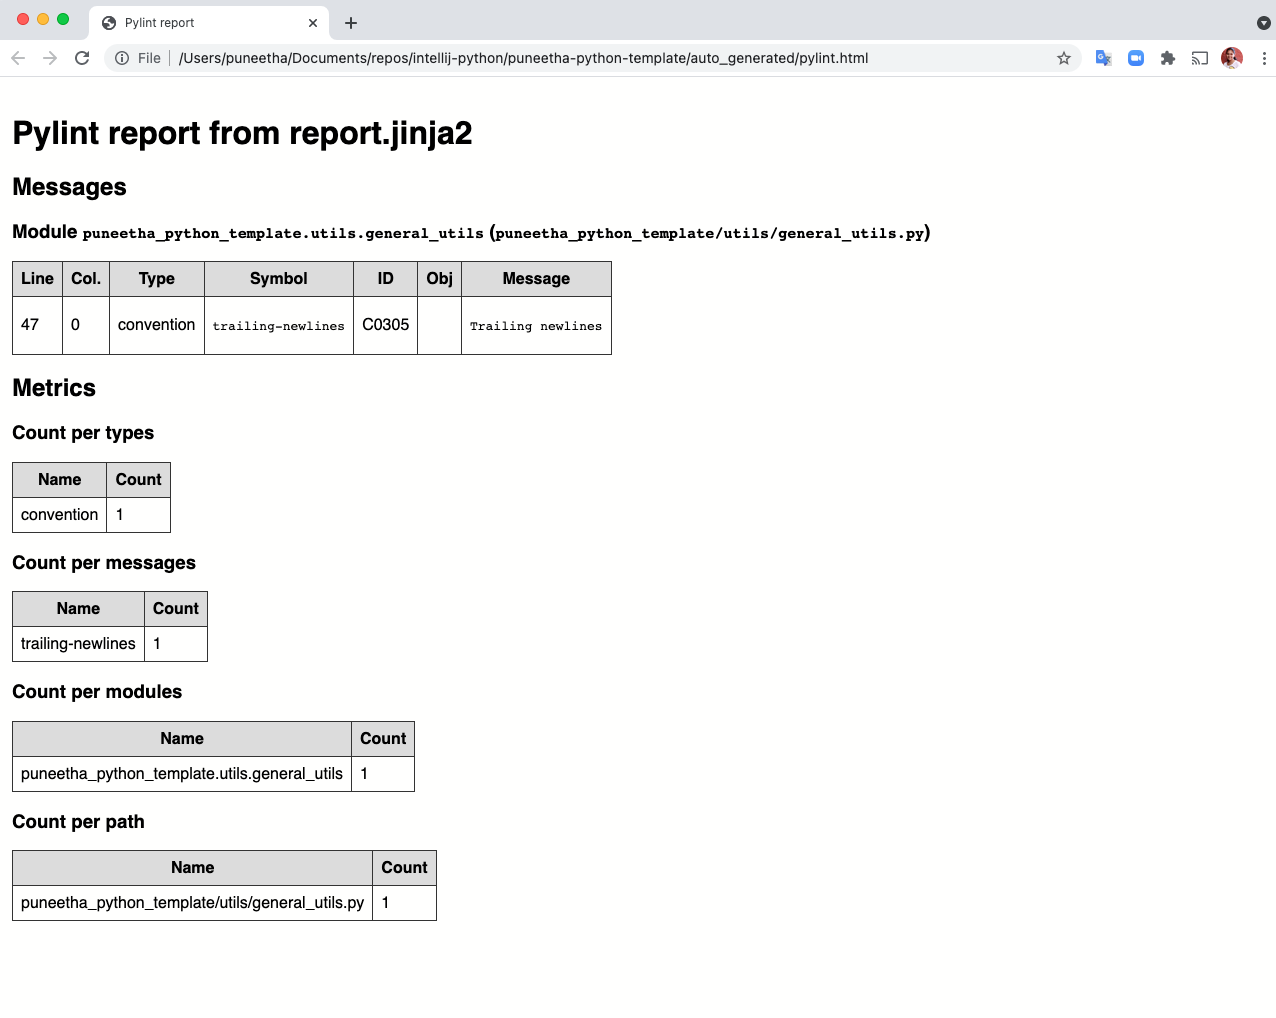 Pylint report
File /Users/puneetha/Documents/repos/intellij-python/puneetha-python-template/auto_generated/pylint.html
Pylint report from report.jinja2
Messages
Module puneetha_python_template.utils.general_utils (puneetha_python_template/utils/general_utils.py)
Line Col. Type Symbol ID Obj Message
47 0 convention trailing-newlines C0305 Trailing newlines
Metrics
Count per types
Name Count
convention 1
Count per messages
Name Count
trailing-newlines 1
Count per modules
Name Count
puneetha_python_template.utils.general_utils 1
Count per path
Name Count
puneetha_python_template/utils/general_utils.py 1